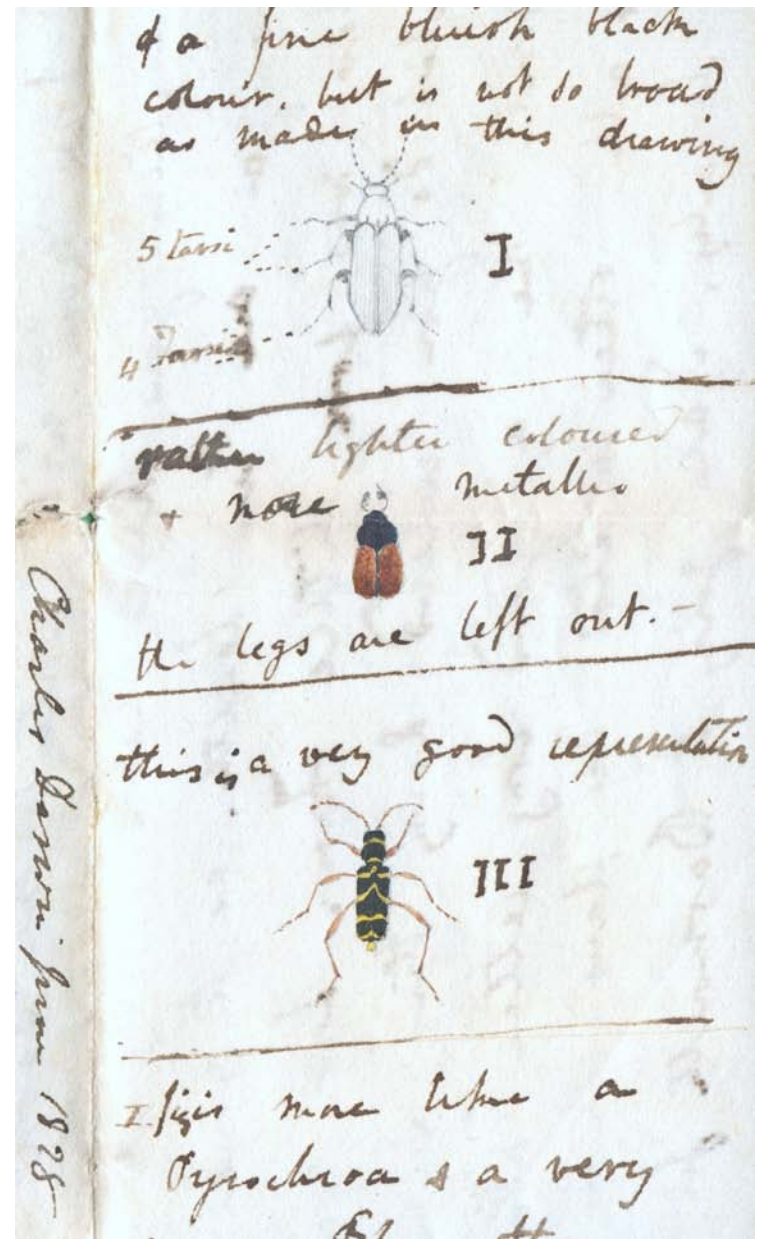 of a fine bluish black
colour. but is not so broad
as made in this drawing
5 tarsi
I
4 Tarsi
rather lighter coloured
+ more metallic
II
the legs are left out. –
this is a very good representation
III
I fig is more like a
Pyrochroa & a very
Charles Darwin June 1828